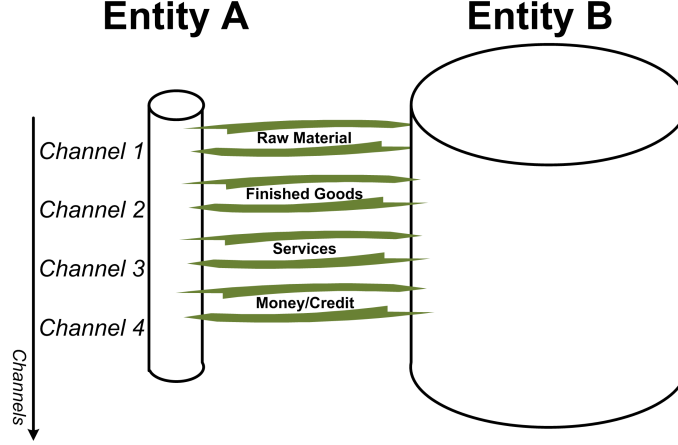 Entity A
Entity B
Channel 1
Raw Material
Channel 2
Finished Goods
Channel 3
Services
Channel 4
Money/Credit
Channels